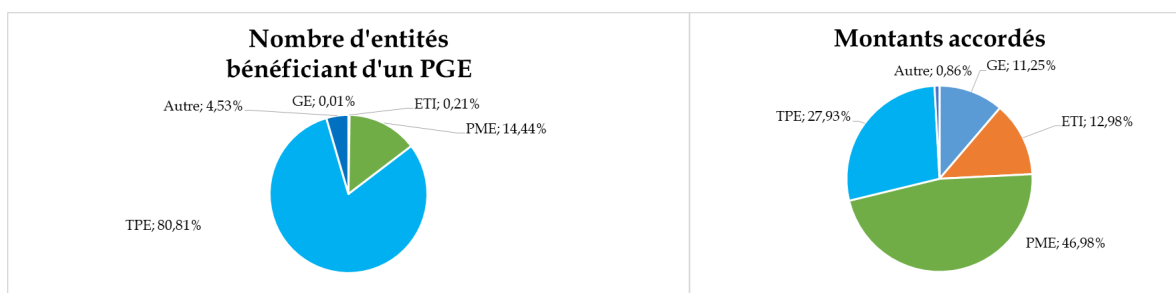 Nombre d'entités
bénéficiant d'un PGE
Autre; 4,53%
GE; 0,01%
ETI; 0,21%
PME; 14,44%
TPE; 80,81%
Montants accordés
Autre; 0,86%
GE; 11,25%
TPE; 27,93%
ETI; 12,98%
PME; 46,98%